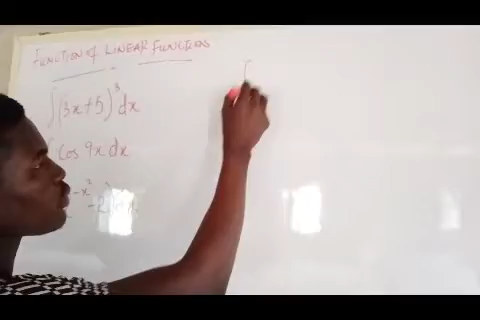 FUNCTION of LINEAR FUNCTIONS
∫(3x+5)³dx
∫ Cos 9x dx
∫